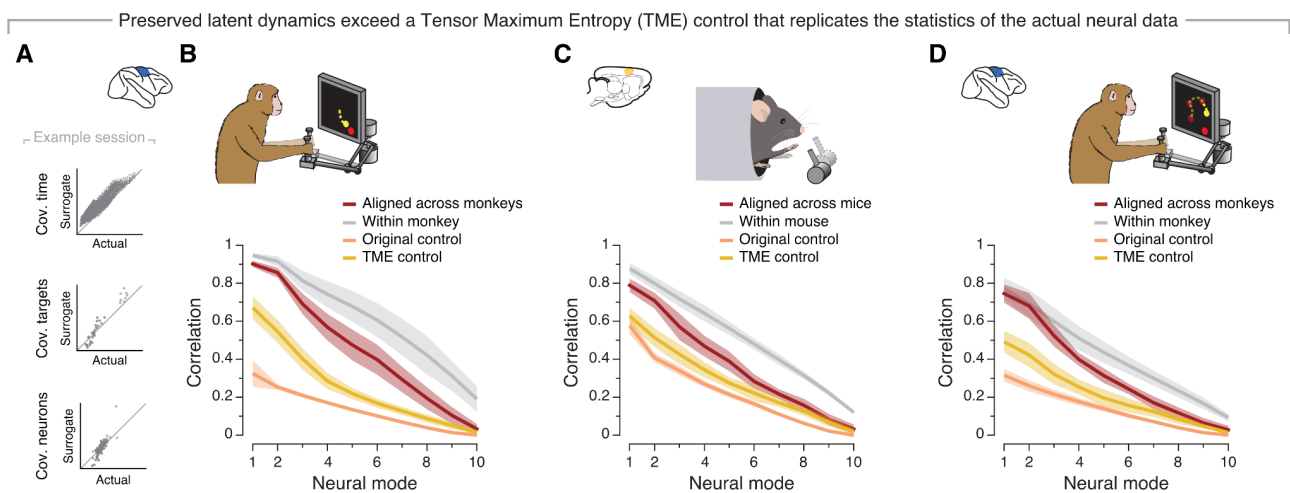 Preserved latent dynamics exceed a Tensor Maximum Entropy (TME) control that replicates the statistics of the actual neural data
A
Example session
Cov. time
Surrogate
Actual
Cov. targets
Surrogate
Actual
Cov. neurons
Surrogate
Actual
B
Aligned across monkeys
Within monkey
Original control
TME control
Correlation
1
0.8
0.6
0.4
0.2
0
1 2 4 6 8 10
Neural mode
C
Aligned across mice
Within mouse
Original control
TME control
Correlation
1
0.8
0.6
0.4
0.2
0
1 2 4 6 8 10
Neural mode
D
Aligned across monkeys
Within monkey
Original control
TME control
Correlation
1
0.8
0.6
0.4
0.2
0
1 2 4 6 8 10
Neural mode